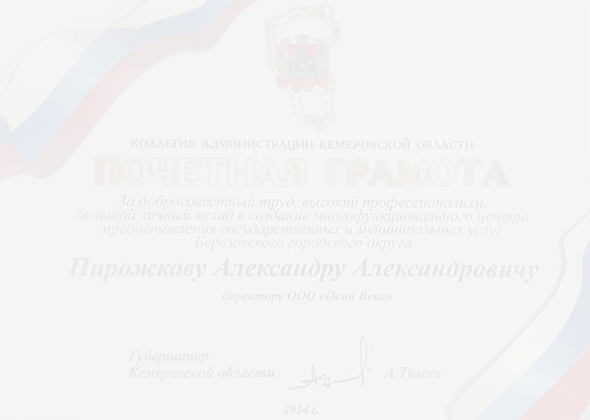 КОЛЛЕГИЯ АДМИНИСТРАЦИИ КЕМЕРОВСКОЙ ОБЛАСТИ
ПОЧЕТНАЯ ГРАМОТА
За добросовестный труд, высокий профессионализм,
большой личный вклад в создание многофункционального центра
предоставления государственных и муниципальных услуг
Березовского городского округа
Пирожскову Александру Александровичу
директору ООО «Окна Века»
Губернатор
Кемеровской области А.Тулеев
2014 г.